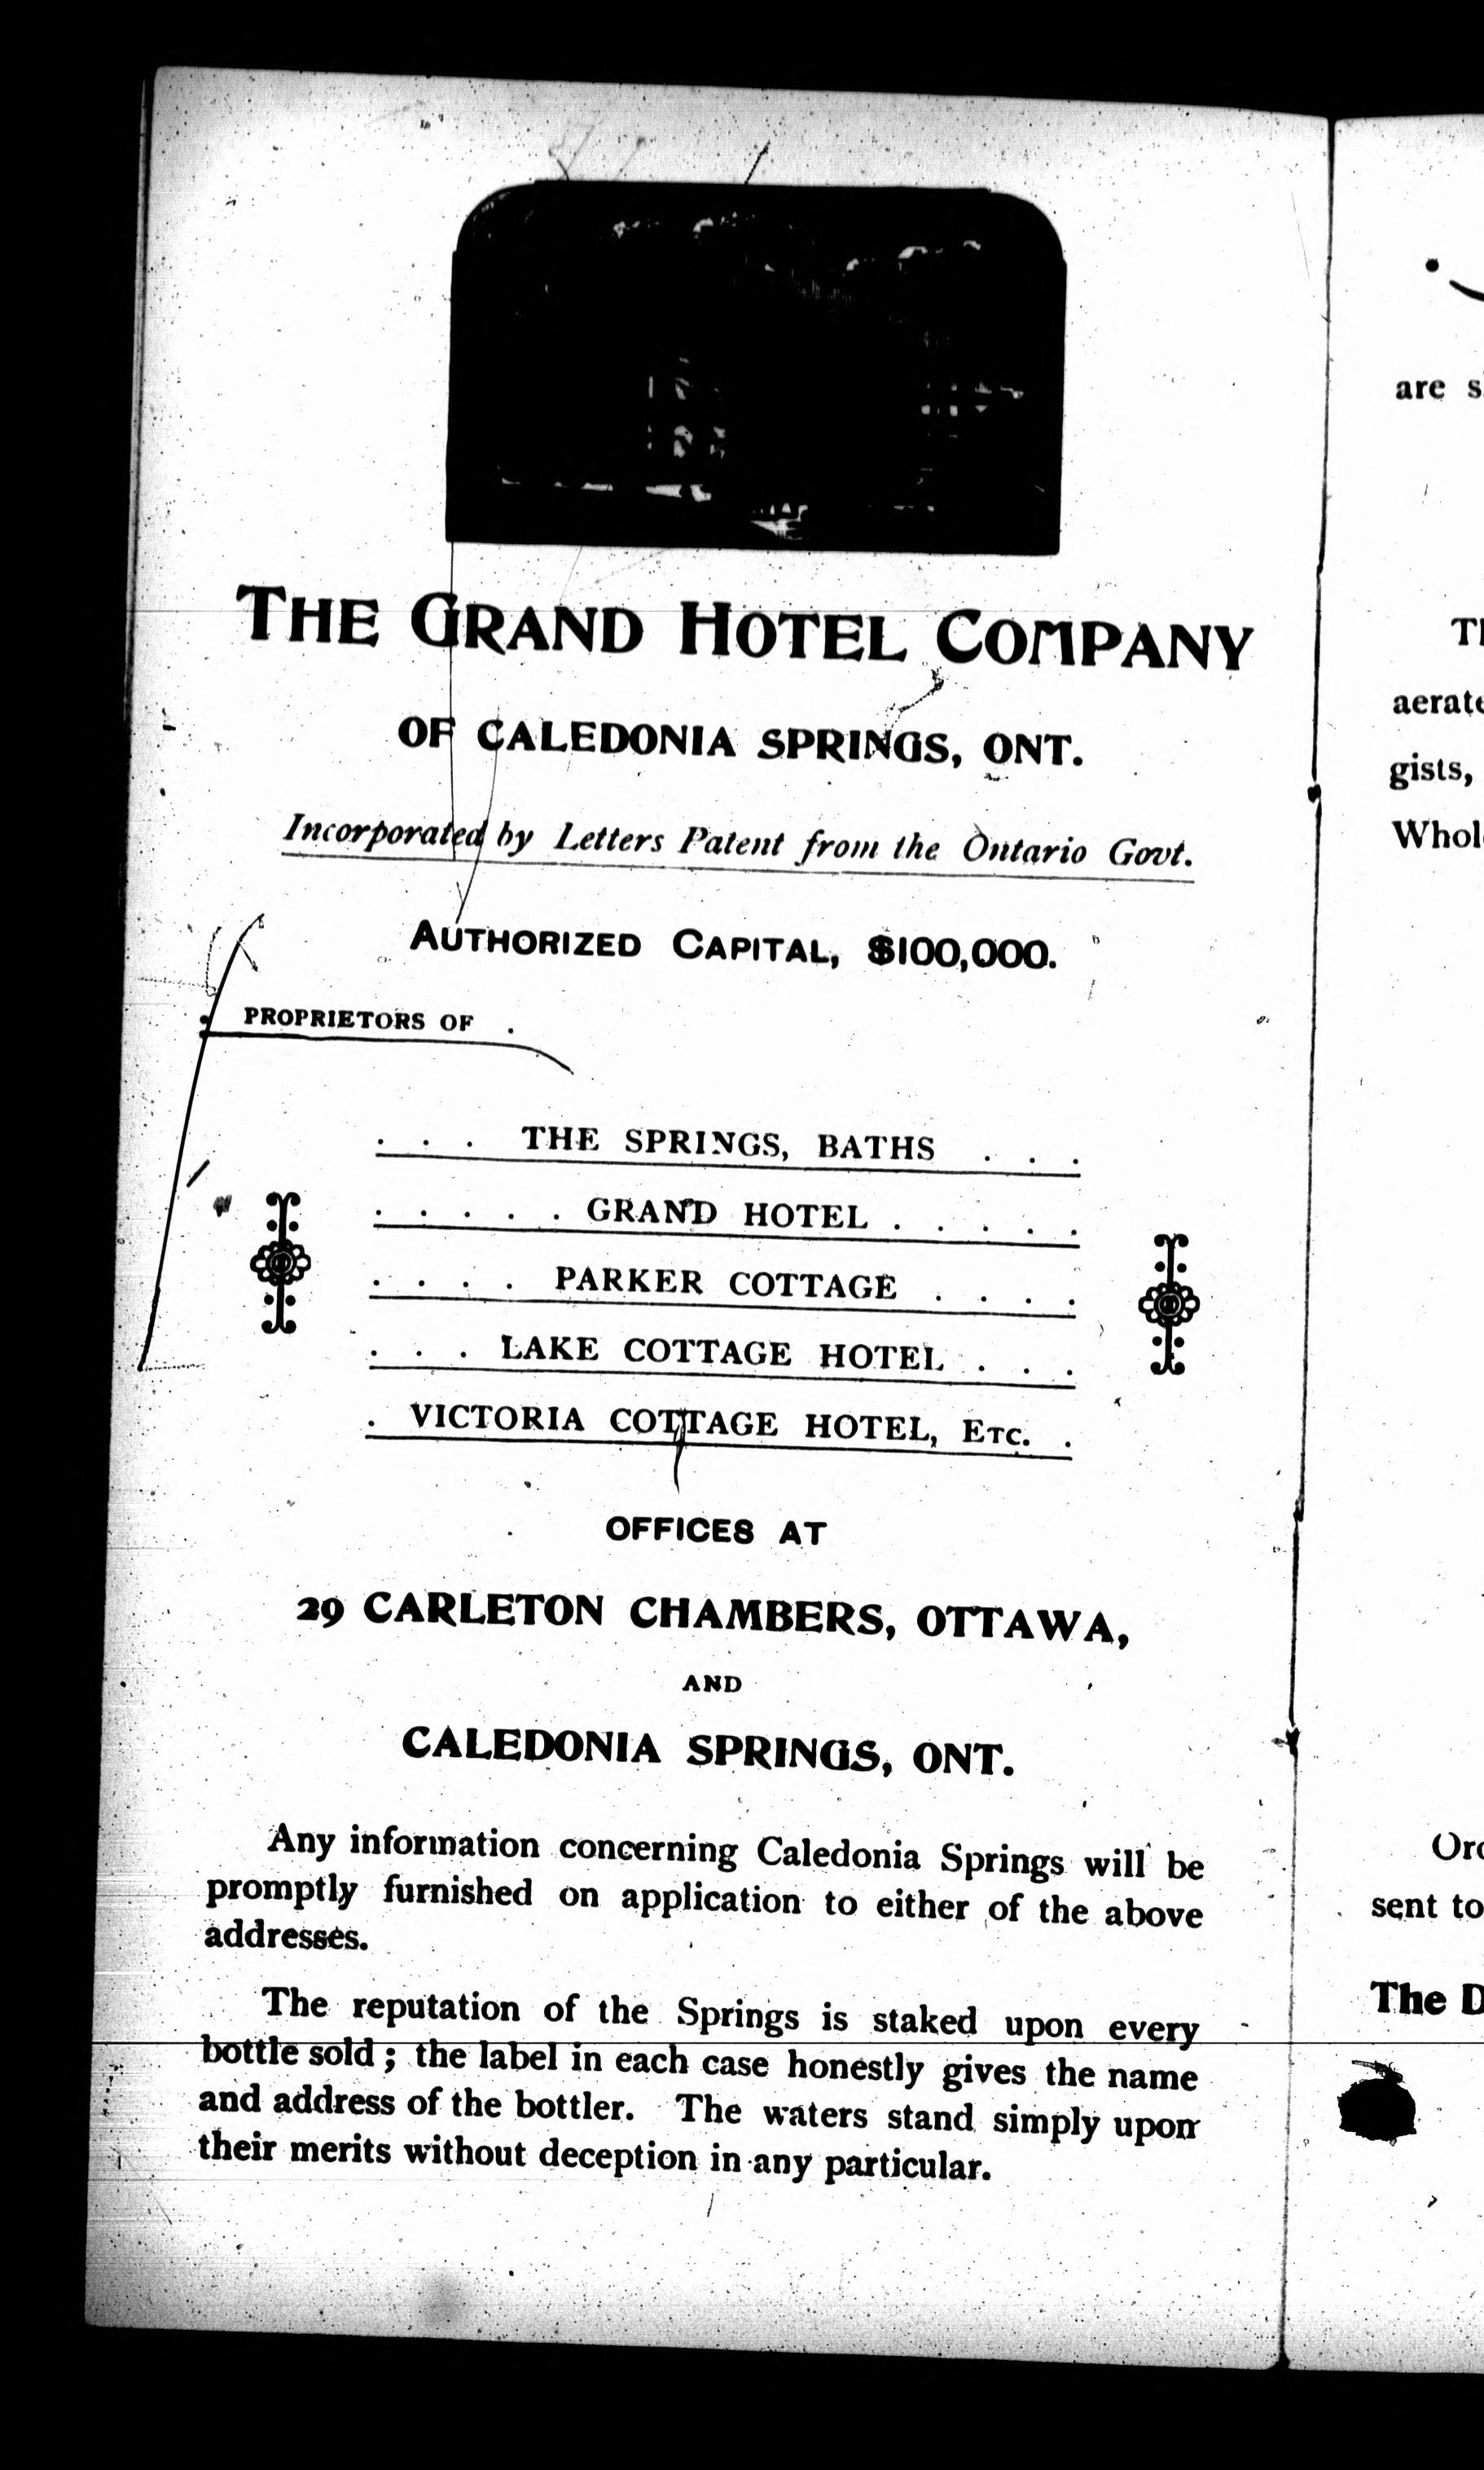 THE GRAND HOTEL COMPANY
OF CALEDONIA SPRINGS, ONT.
Incorporated by Letters Patent from the Ontario Govt.
AUTHORIZED CAPITAL, $100,000.
. PROPRIETORS OF .
. . . THE SPRINGS, BATHS . . .
. . . . . GRAND HOTEL . . . . .
. . . . PARKER COTTAGE . . . .
. . . LAKE COTTAGE HOTEL . . .
. VICTORIA COTTAGE HOTEL, ETC. .
OFFICES AT
29 CARLETON CHAMBERS, OTTAWA,
AND
CALEDONIA SPRINGS, ONT.
Any information concerning Caledonia Springs will be
promptly furnished on application to either of the above
addresses.
The reputation of the Springs is staked upon every
bottle sold ; the label in each case honestly gives the name
and address of the bottler. The waters stand simply upon
their merits without deception in any particular.
are
gists,
sent to
The